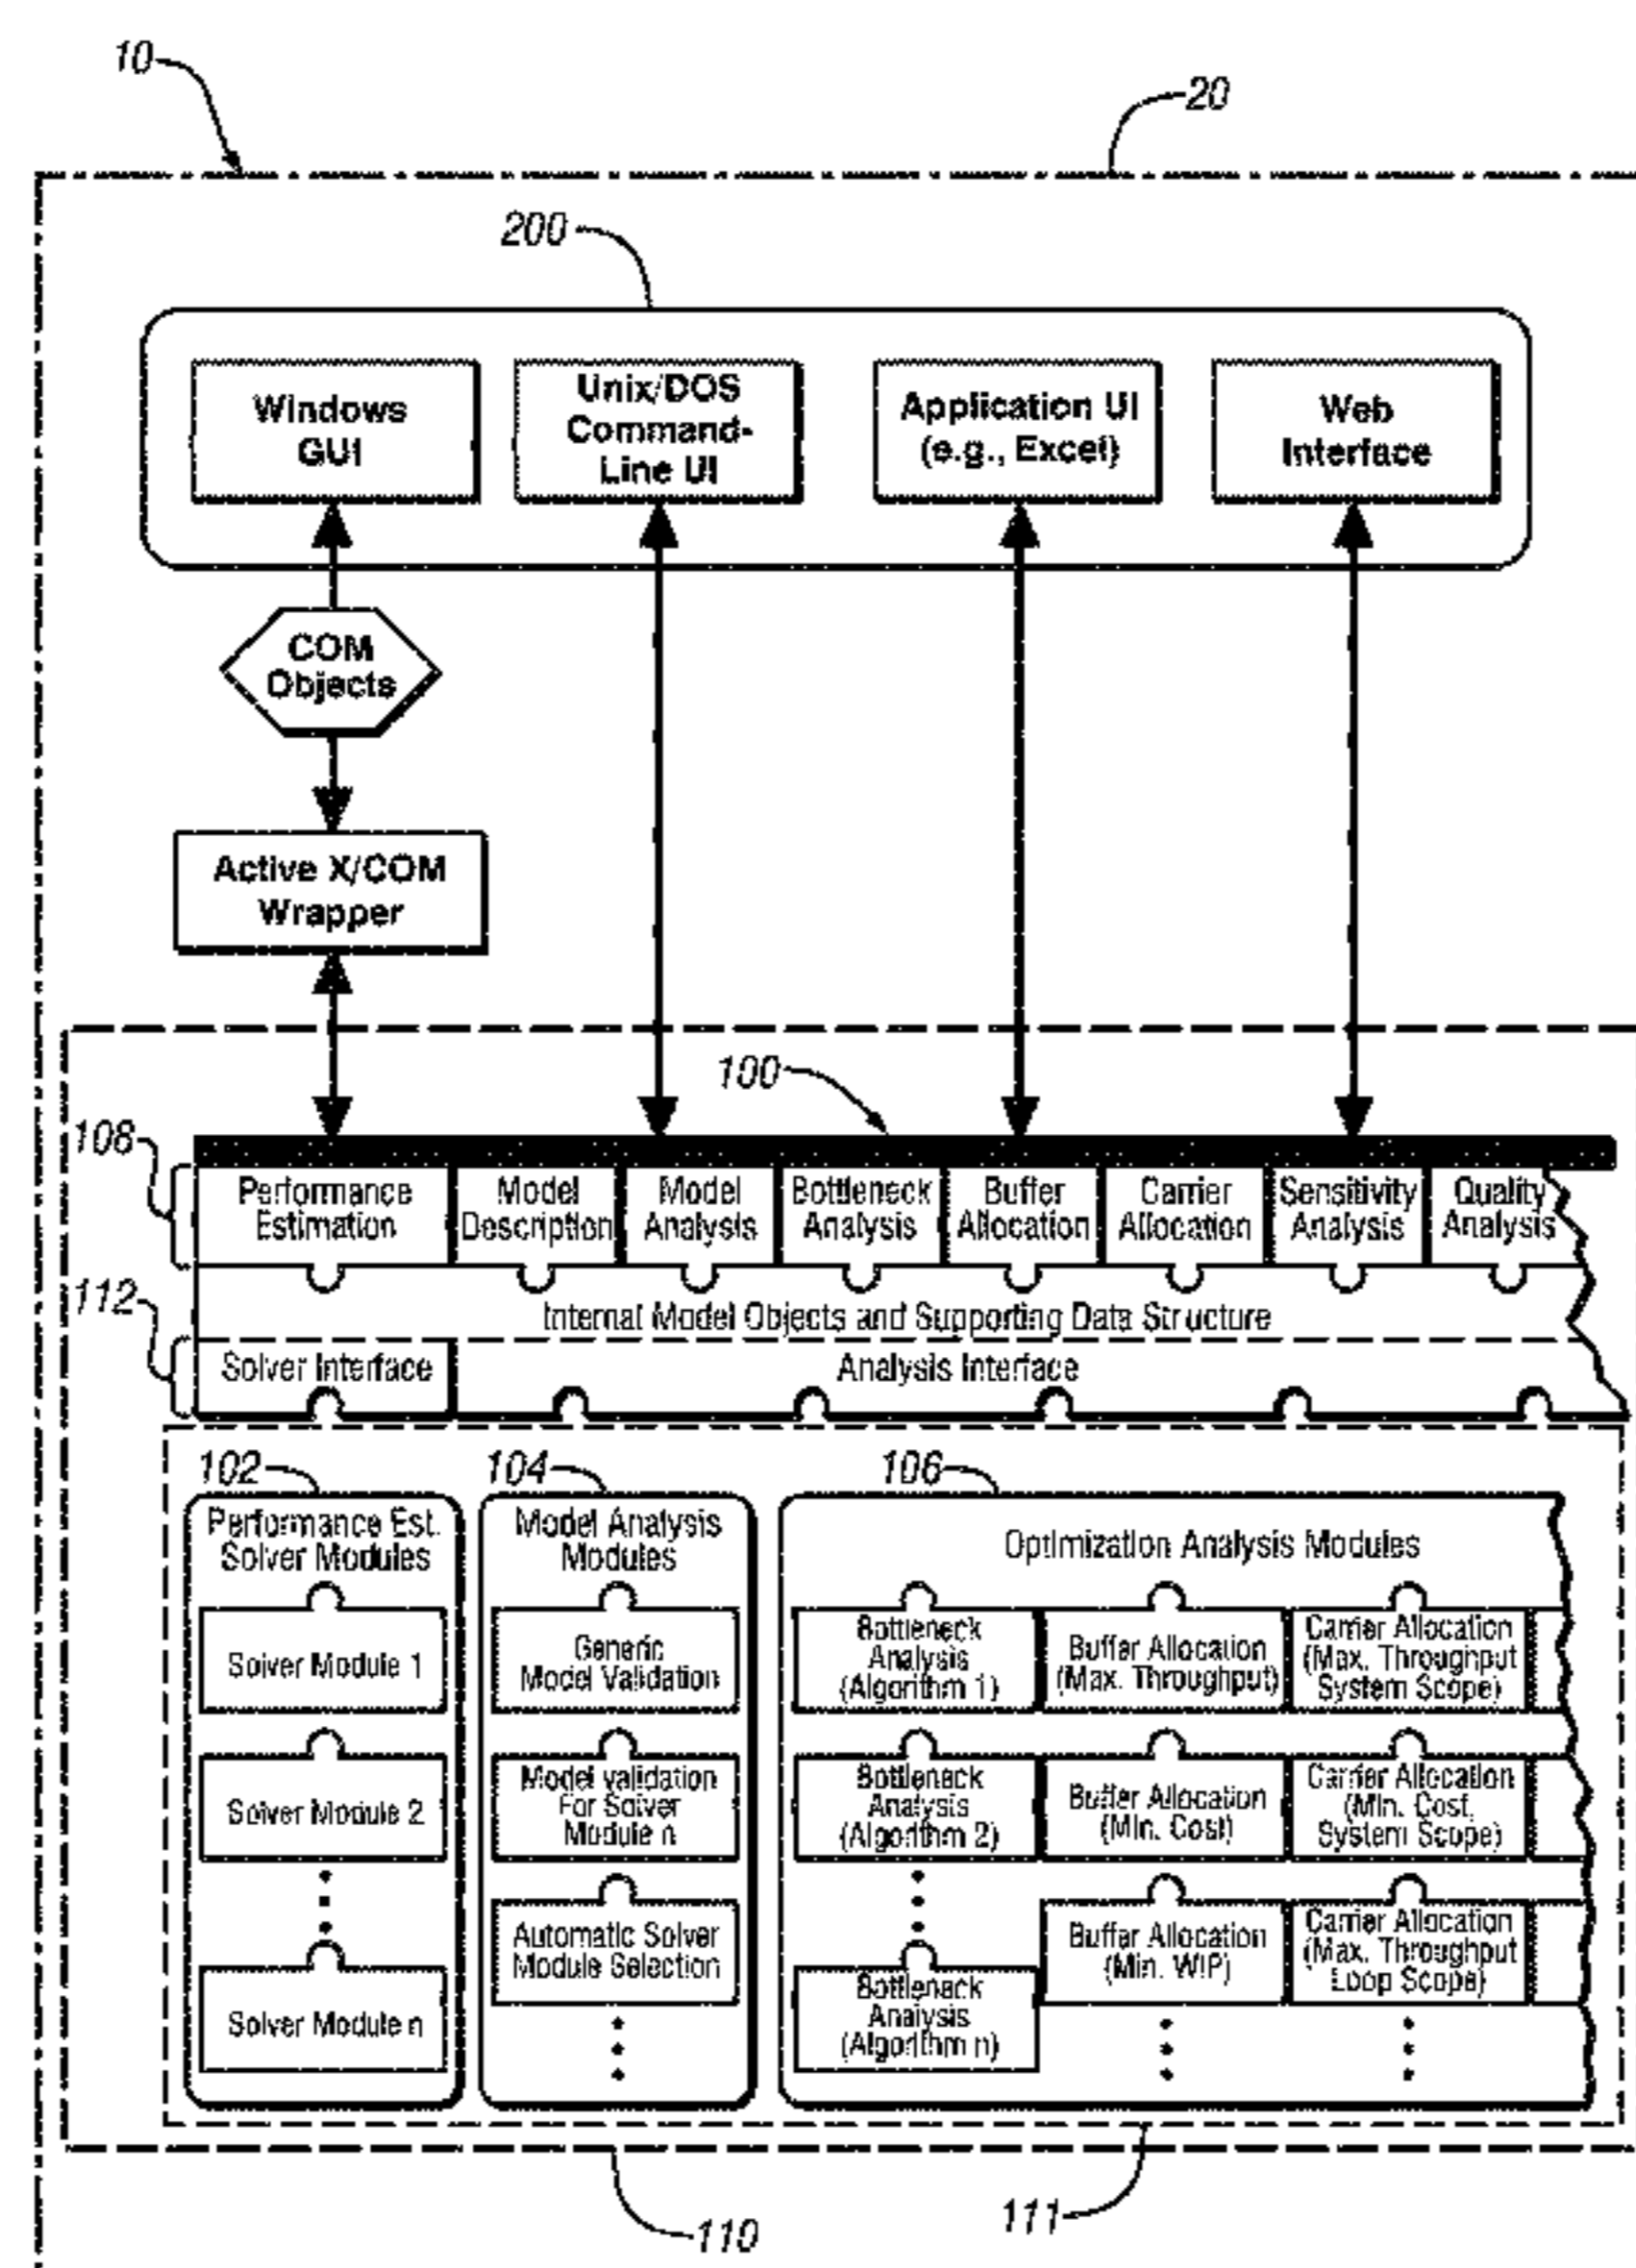 10
20
200
Windows
GUI
Unix/DOS
Command-
Line UI
Application UI
(e.g., Excel)
Web
Interface
COM
Objects
Active X/COM
Wrapper
100
108
Performance
Estimation
Model
Description
Model
Analysis
Bottleneck
Analysis
Buffer
Allocation
Carrier
Allocation
Sensitivity
Analysis
Quality
Analysis
112
Internal Model Objects and Supporting Data Structure
Solver Interface
Analysis Interface
102
104
106
Performance Est.
Solver Modules
Solver Module 1
Solver Module 2
Solver Module n
Model Analysis
Modules
Generic
Model Validation
Model validation
For Solver
Module n
Automatic Solver
Module Selection
Optimization Analysis Modules
Bottleneck
Analysis
(Algorithm 1)
Buffer Allocation
(Max. Throughput)
Carrier Allocation
(Max. Throughput
System Scope)
Bottleneck
Analysis
(Algorithm 2)
Buffer Allocation
(Min. Cost)
Carrier Allocation
(Min. Cost,
System Scope)
Bottleneck
Analysis
(Algorithm n)
Buffer Allocation
(Min. WIP)
Carrier Allocation
(Max. Throughput
Loop Scope)
110
111